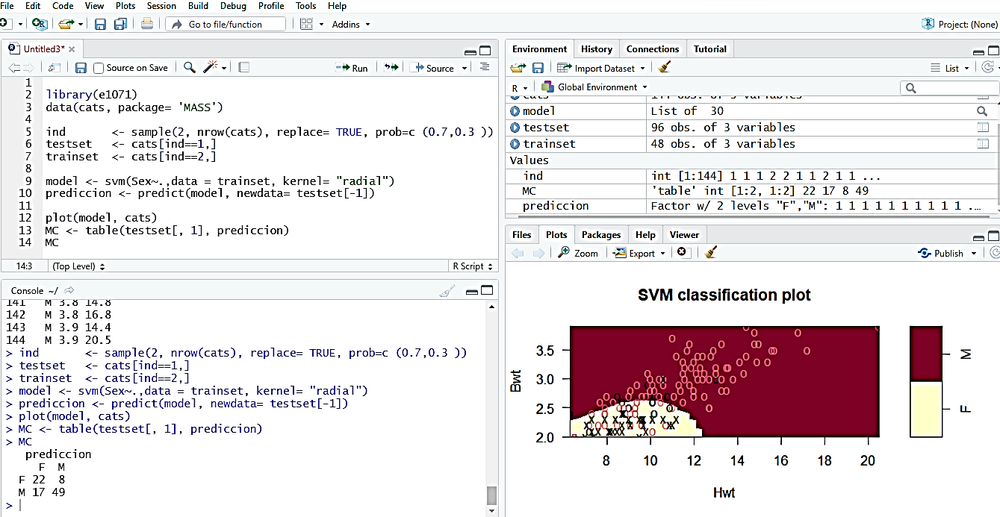 File Edit Code View Plots Session Build Debug Profile Tools Help
Go to file/function Addins Project: (None)
Untitled3*
Source on Save Run Source
1
2 library(e1071)
3 data(cats, package= 'MASS')
4
5 ind <- sample(2, nrow(cats), replace= TRUE, prob=c (0.7,0.3 ))
6 testset <- cats[ind==1,]
7 trainset <- cats[ind==2,]
8
9 model <- svm(Sex~.,data = trainset, kernel= "radial")
10 prediccion <- predict(model, newdata= testset[-1])
11
12 plot(model, cats)
13 MC <- table(testset[, 1], prediccion)
14 MC
14:3 (Top Level) R Script
Console ~/
141 M 3.8 14.8
142 M 3.8 16.8
143 M 3.9 14.4
144 M 3.9 20.5
> ind <- sample(2, nrow(cats), replace= TRUE, prob=c (0.7,0.3 ))
> testset <- cats[ind==1,]
> trainset <- cats[ind==2,]
> model <- svm(Sex~.,data = trainset, kernel= "radial")
> prediccion <- predict(model, newdata= testset[-1])
> plot(model, cats)
> MC <- table(testset[, 1], prediccion)
> MC
prediccion
F M
F 22 8
M 17 49
>
Environment History Connections Tutorial
Import Dataset List
R Global Environment
cats 144 obs. of 3 variables
model List of 30
testset 96 obs. of 3 variables
trainset 48 obs. of 3 variables
Values
ind int [1:144] 1 1 1 2 2 1 1 2 1 1 ...
MC 'table' int [1:2, 1:2] 22 17 8 49
prediccion Factor w/ 2 levels "F","M": 1 1 1 1 1 1 1 1 1 1 ...
Files Plots Packages Help Viewer
Zoom Export Publish
SVM classification plot
3.5
3.0
2.5
2.0
Bwt
8 10 12 14 16 18 20
Hwt
M
F